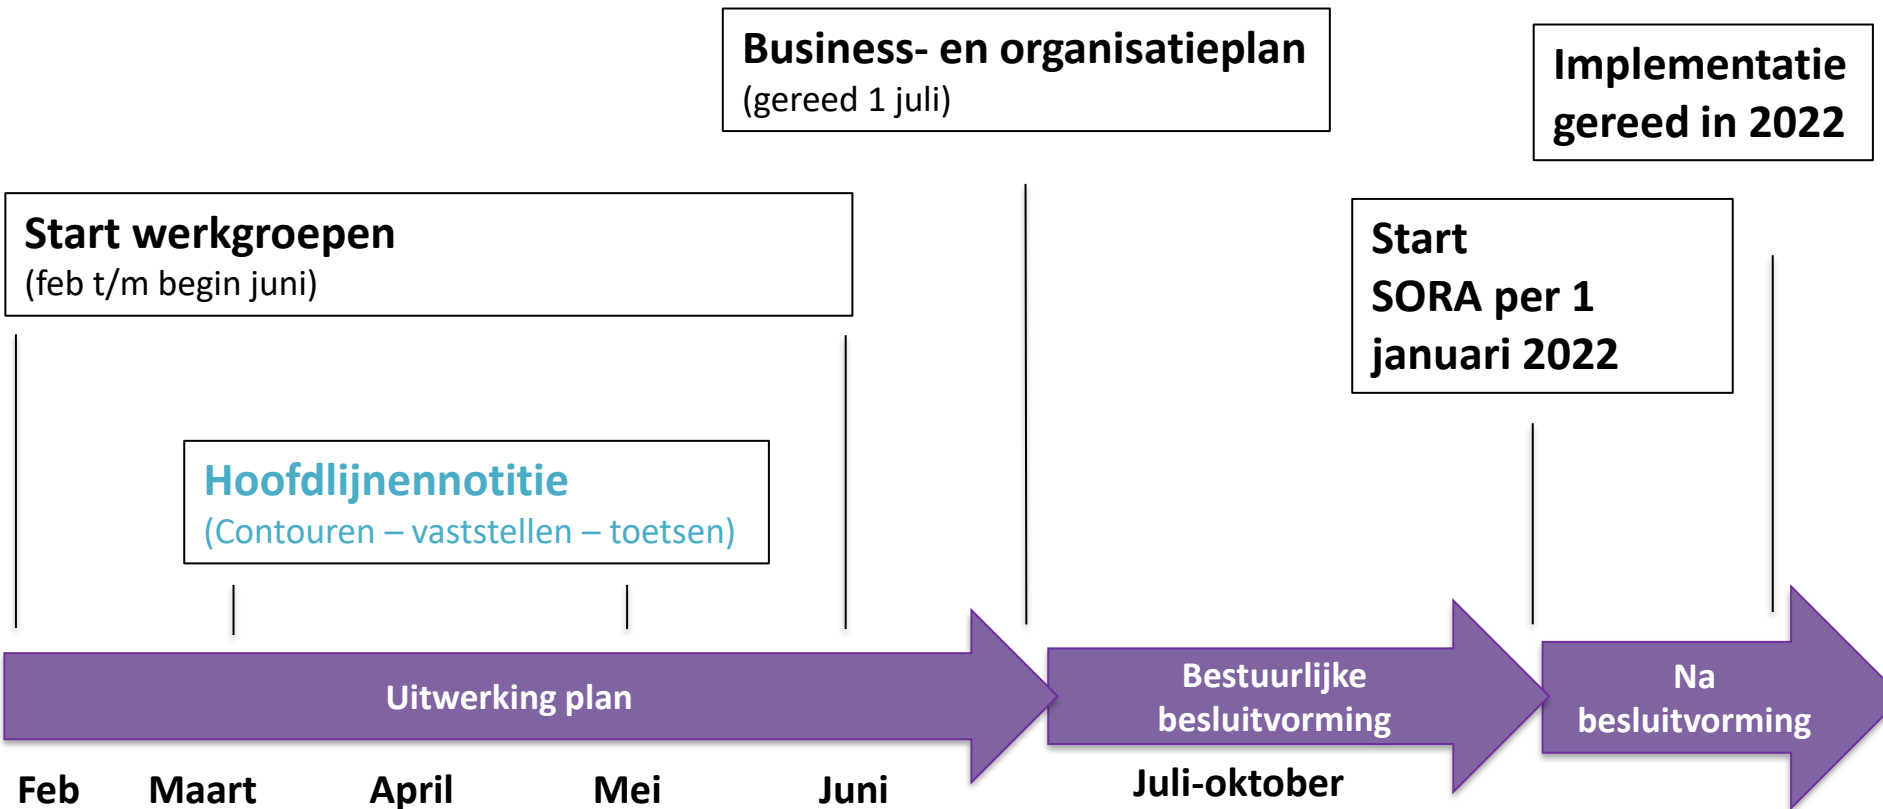 Business- en organisatieplan
(gereed 1 juli)
Implementatie
gereed in 2022
Start werkgroepen
(feb t/m begin juni)
Start
SORA per 1
januari 2022
Hoofdlijnennotitie
(Contouren – vaststellen – toetsen)
Uitwerking plan
Bestuurlijke
besluitvorming
Na
besluitvorming
Feb Maart April Mei Juni Juli-oktober